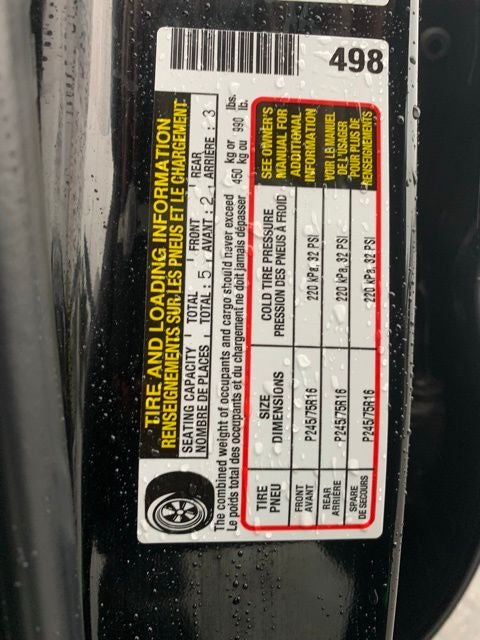 498
TIRE AND LOADING INFORMATION
RENSEIGNEMENTS SUR LES PNEUS ET LE CHARGEMENT
SEATING CAPACITY TOTAL FRONT REAR
NOMBRE DE PLACES TOTAL : 5 AVANT : 2 ARRIÈRE : 3
The combined weight of occupants and cargo should never exceed 450 kg or 990 lbs.
Le poids total des occupants et du chargement ne doit jamais dépasser 450 kg ou 990 lb.
TIRE SIZE COLD TIRE PRESSURE
PNEU DIMENSIONS PRESSION DES PNEUS À FROID
FRONT
AVANT P245/75R16 220 kPa, 32 PSI
REAR
ARRIÈRE P245/75R16 220 kPa, 32 PSI
SPARE
DE SECOURS P245/75R16 220 kPa, 32 PSI
SEE OWNER'S
MANUAL FOR
ADDITIONAL
INFORMATION
VOIR LE MANUEL
DE L'USAGER
POUR PLUS DE
RENSEIGNEMENTS